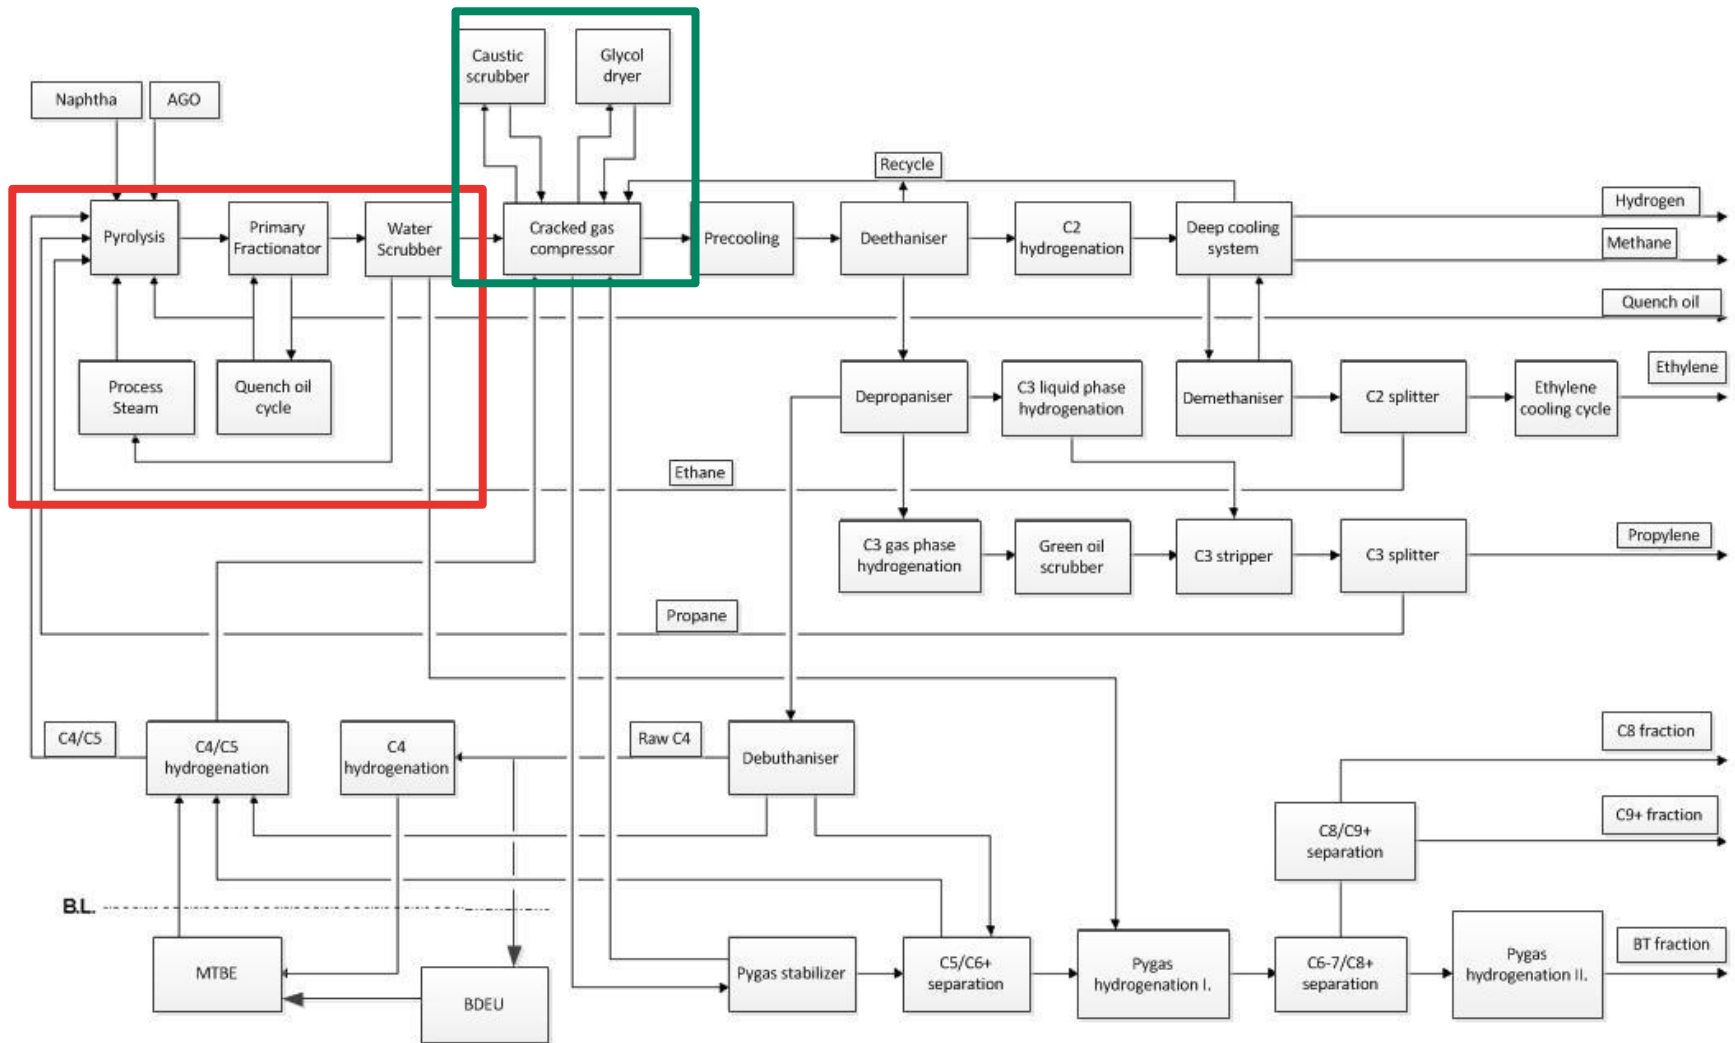 Caustic
scrubber
Glycol
dryer
Naphtha
AGO
Recycle
Hydrogen
Pyrolysis
Primary
Fractionator
Water
Scrubber
Cracked gas
compressor
Precooling
Deethaniser
C2
hydrogenation
Deep cooling
system
Methane
Quench oil
Process
Steam
Quench oil
cycle
Depropaniser
C3 liquid phase
hydrogenation
Demethaniser
C2 splitter
Ethylene
cooling cycle
Ethylene
Ethane
C3 gas phase
hydrogenation
Green oil
scrubber
C3 stripper
C3 splitter
Propylene
Propane
C4/C5
C4/C5
hydrogenation
C4
hydrogenation
Raw C4
Debuthaniser
C8 fraction
C9+ fraction
C8/C9+
separation
B.L.
MTBE
BDEU
Pygas stabilizer
C5/C6+
separation
Pygas
hydrogenation I.
C6-7/C8+
separation
Pygas
hydrogenation II.
BT fraction